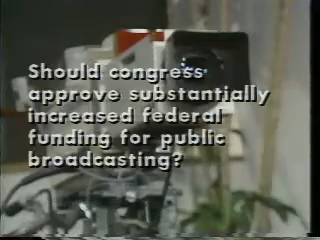 Should congress
approve substantially
increased federal
funding for public
broadcasting?